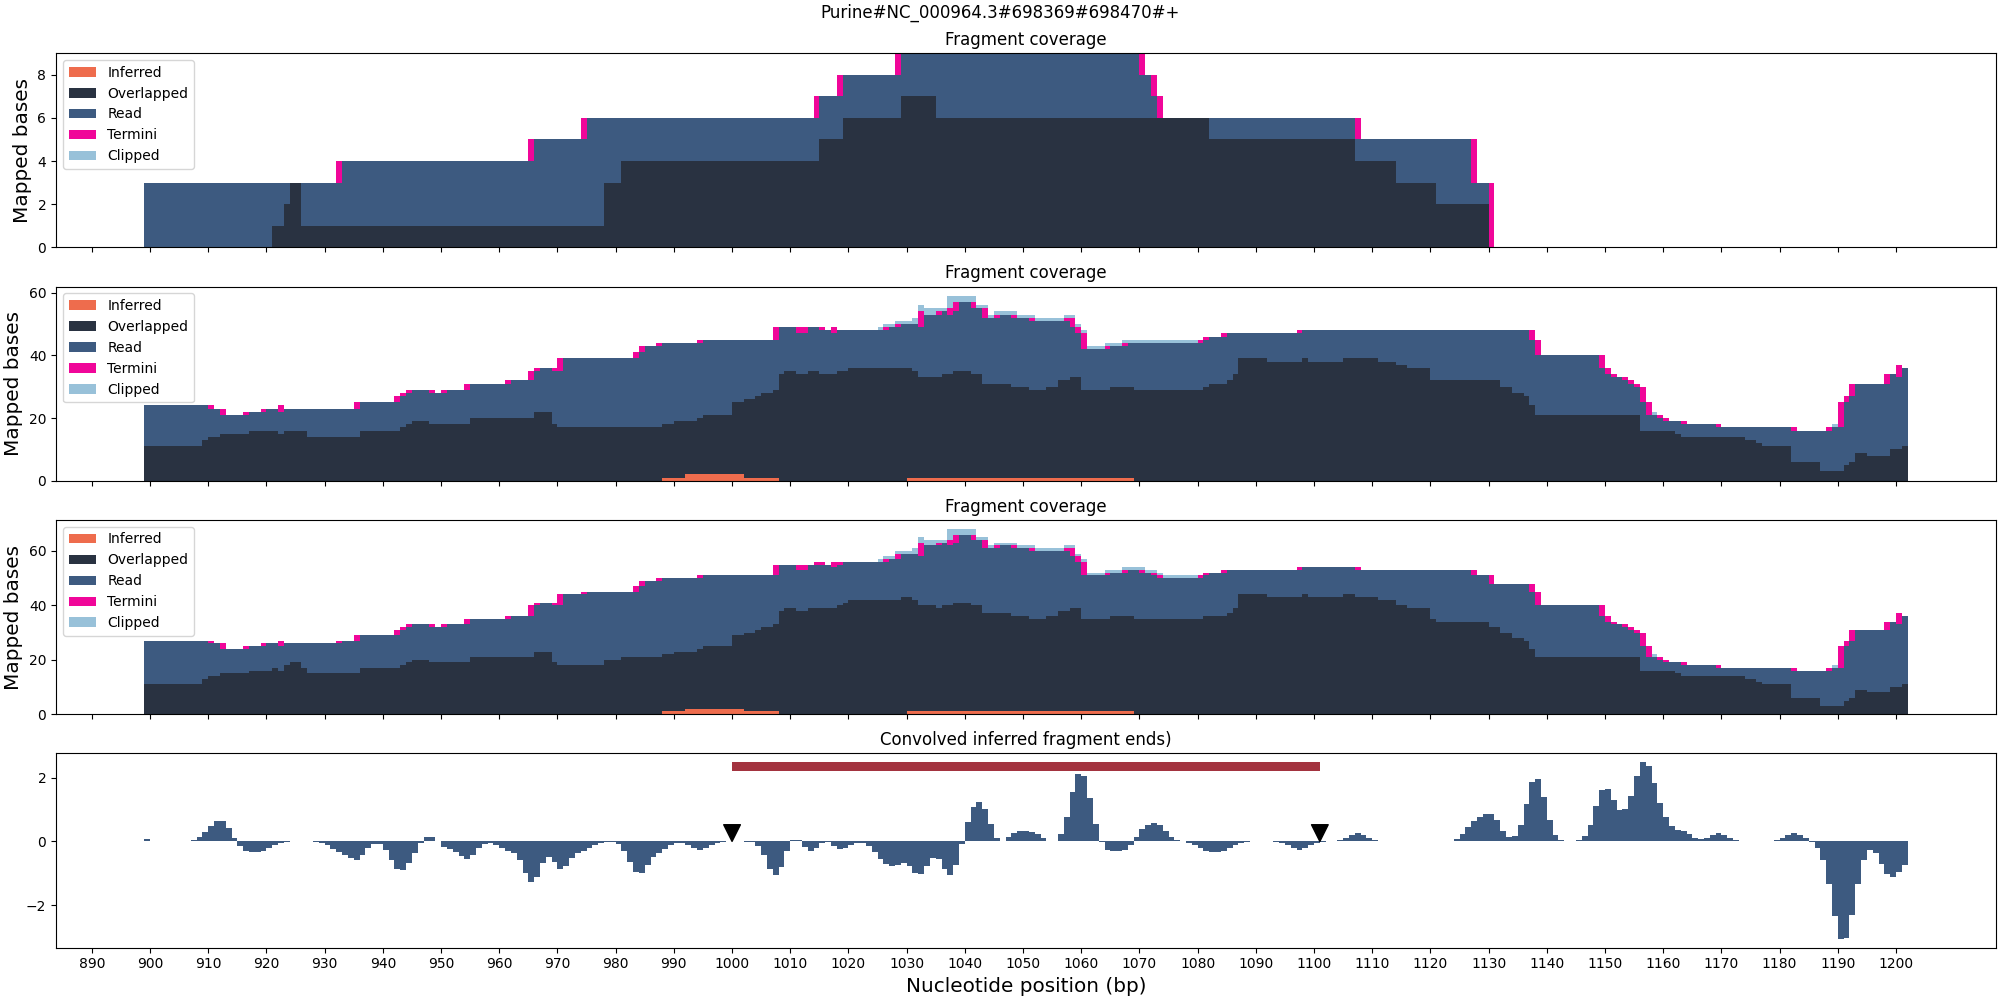 Purine#NC_000964.3#698369#698470#+
Fragment coverage
Mapped bases
8
6
4
2
0
Inferred
Overlapped
Read
Termini
Clipped
Fragment coverage
Mapped bases
60
40
20
0
Inferred
Overlapped
Read
Termini
Clipped
Fragment coverage
Mapped bases
60
40
20
0
Inferred
Overlapped
Read
Termini
Clipped
Convolved inferred fragment ends)
2
0
−2
890 900 910 920 930 940 950 960 970 980 990 1000 1010 1020 1030 1040 1050 1060 1070 1080 1090 1100 1110 1120 1130 1140 1150 1160 1170 1180 1190 1200
Nucleotide position (bp)